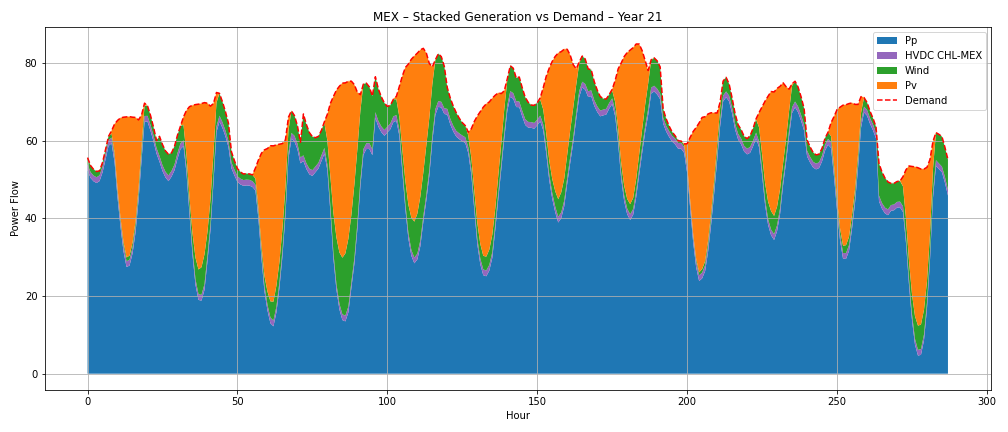 MEX – Stacked Generation vs Demand – Year 21
Pp
HVDC CHL-MEX
Wind
Pv
Demand
Power Flow
80
60
40
20
0
0 50 100 150 200 250 300
Hour